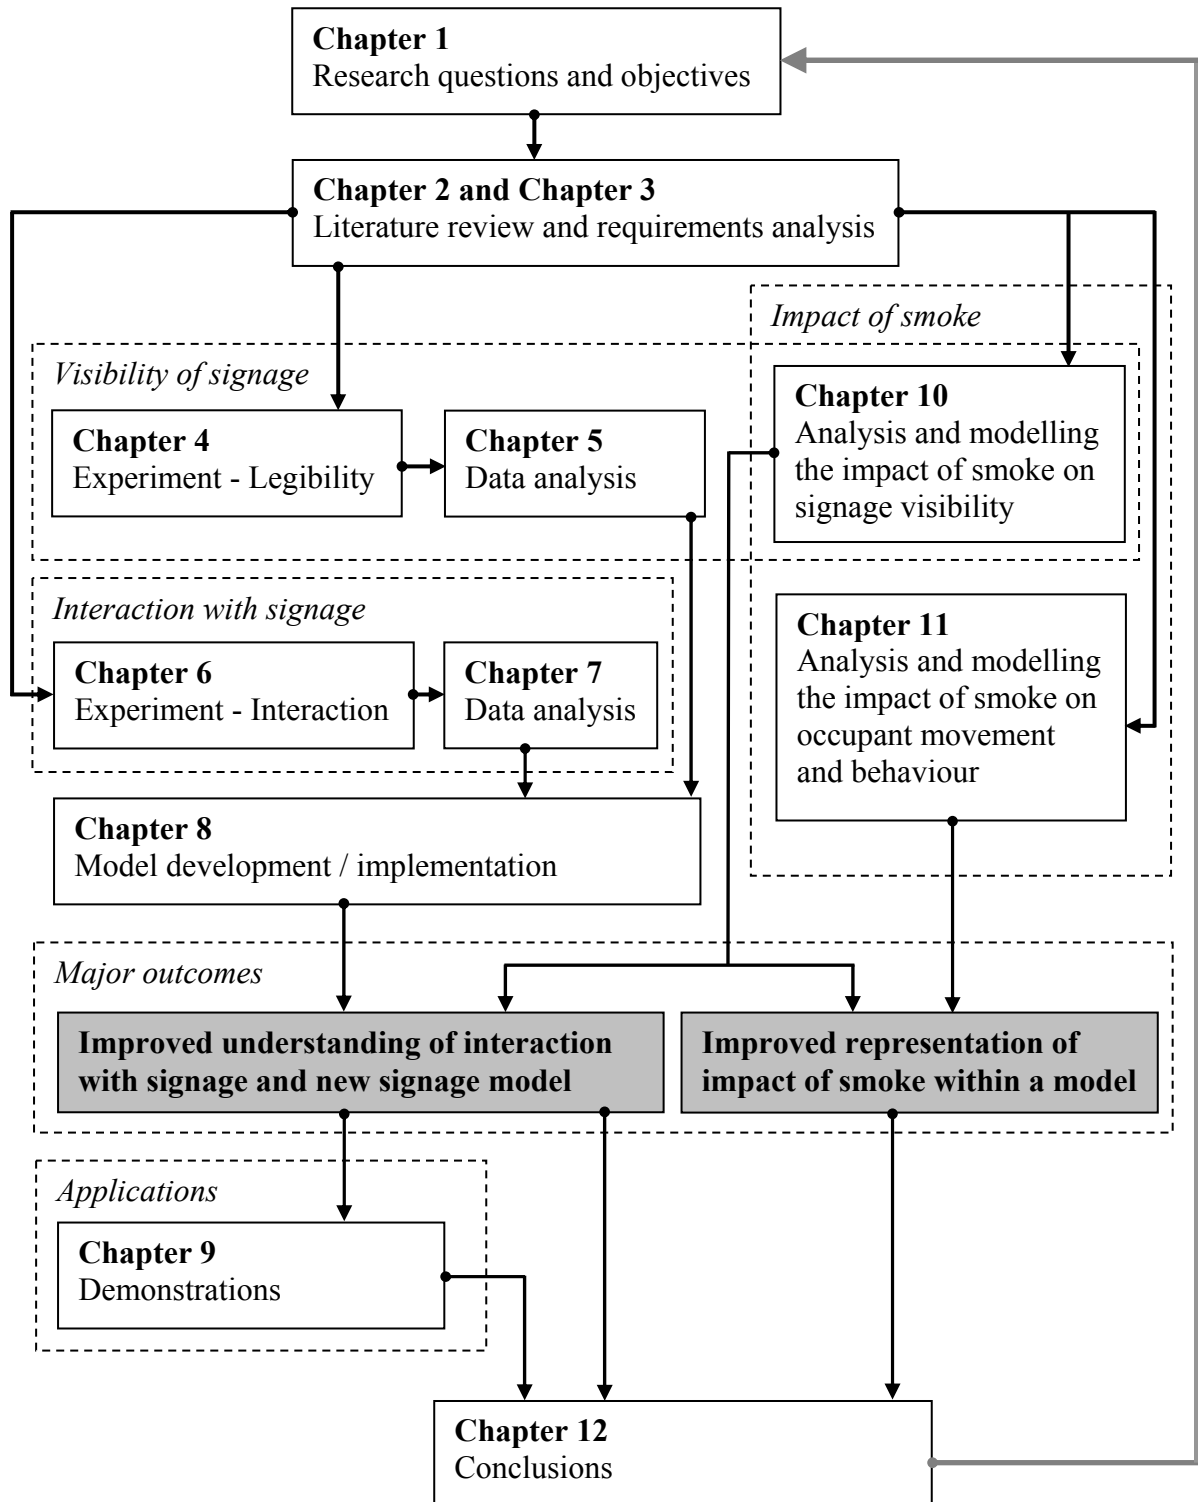 Chapter 1
Research questions and objectives
Chapter 2 and Chapter 3
Literature review and requirements analysis
Impact of smoke
Visibility of signage
Chapter 4
Experiment - Legibility
Chapter 5
Data analysis
Chapter 10
Analysis and modelling
the impact of smoke on
signage visibility
Interaction with signage
Chapter 6
Experiment - Interaction
Chapter 7
Data analysis
Chapter 11
Analysis and modelling
the impact of smoke on
occupant movement
and behaviour
Chapter 8
Model development / implementation
Major outcomes
Improved understanding of interaction
with signage and new signage model
Improved representation of
impact of smoke within a model
Applications
Chapter 9
Demonstrations
Chapter 12
Conclusions